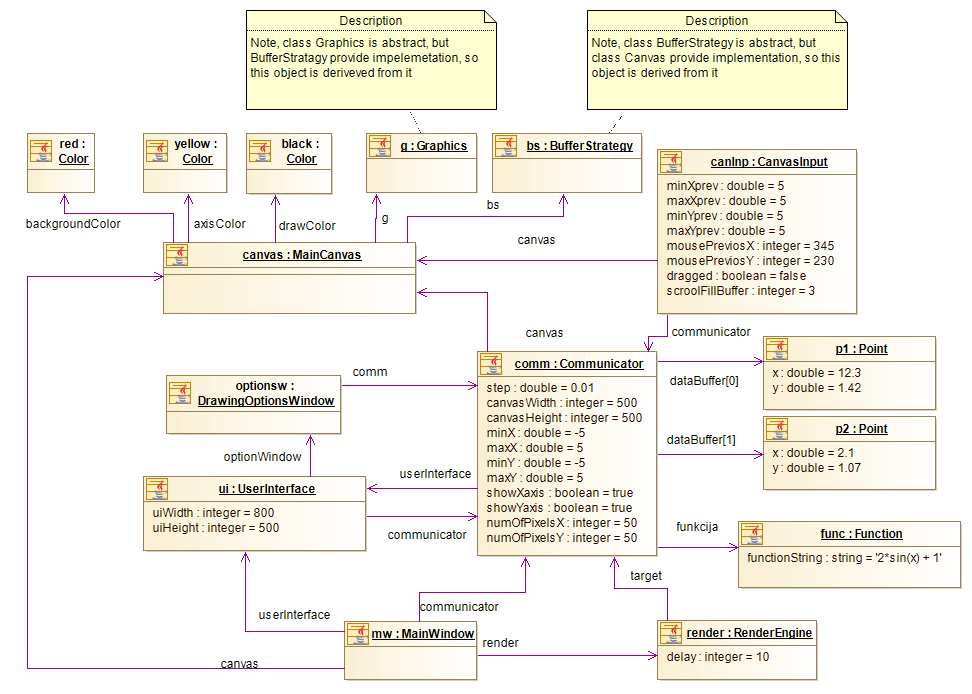 Description
Note, class Graphics is abstract, but
BufferStratagy provide impelemetation, so
this object is deriveved from it
Description
Note, class BufferStrategy is abstract, but
class Canvas provide implementation, so this
object is derived from it
red :
Color
yellow :
Color
black :
Color
g : Graphics
bs : BufferStrategy
canInp : CanvasInput
minXprev : double = 5
maxXprev : double = 5
minYprev : double = 5
maxYprev : double = 5
mousePreviosX : integer = 345
mousePreviosY : integer = 230
dragged : boolean = false
scroolFillBuffer : integer = 3
backgroundColor
axisColor
drawColor
g
bs
canvas
canvas : MainCanvas
canvas
communicator
comm : Communicator
step : double = 0.01
canvasWidth : integer = 500
canvasHeight : integer = 500
minX : double = -5
maxX : double = 5
minY : double = -5
maxY : double = 5
showXaxis : boolean = true
showYaxis : boolean = true
numOfPixelsX : integer = 50
numOfPixelsY : integer = 50
p1 : Point
x : double = 12.3
y : double = 1.42
dataBuffer[0]
comm
optionsw :
DrawingOptionsWindow
p2 : Point
x : double = 2.1
y : double = 1.07
dataBuffer[1]
optionWindow
userInterface
ui : UserInterface
uiWidth : integer = 800
uiHeight : integer = 500
communicator
funkcija
func : Function
functionString : string = '2*sin(x) + 1'
target
userInterface
communicator
mw : MainWindow
render
render : RenderEngine
delay : integer = 10
canvas